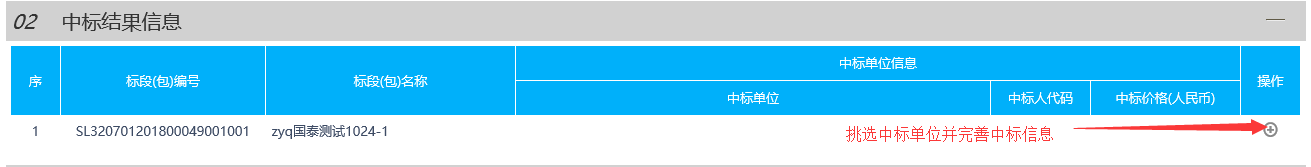 02 中标结果信息
序 标段(包)编号 标段(包)名称 中标单位信息 操作
中标单位 中标人代码 中标价格(人民币)
1 SL320701201800049001001 zyq国泰测试1024-1 挑选中标单位并完善中标信息